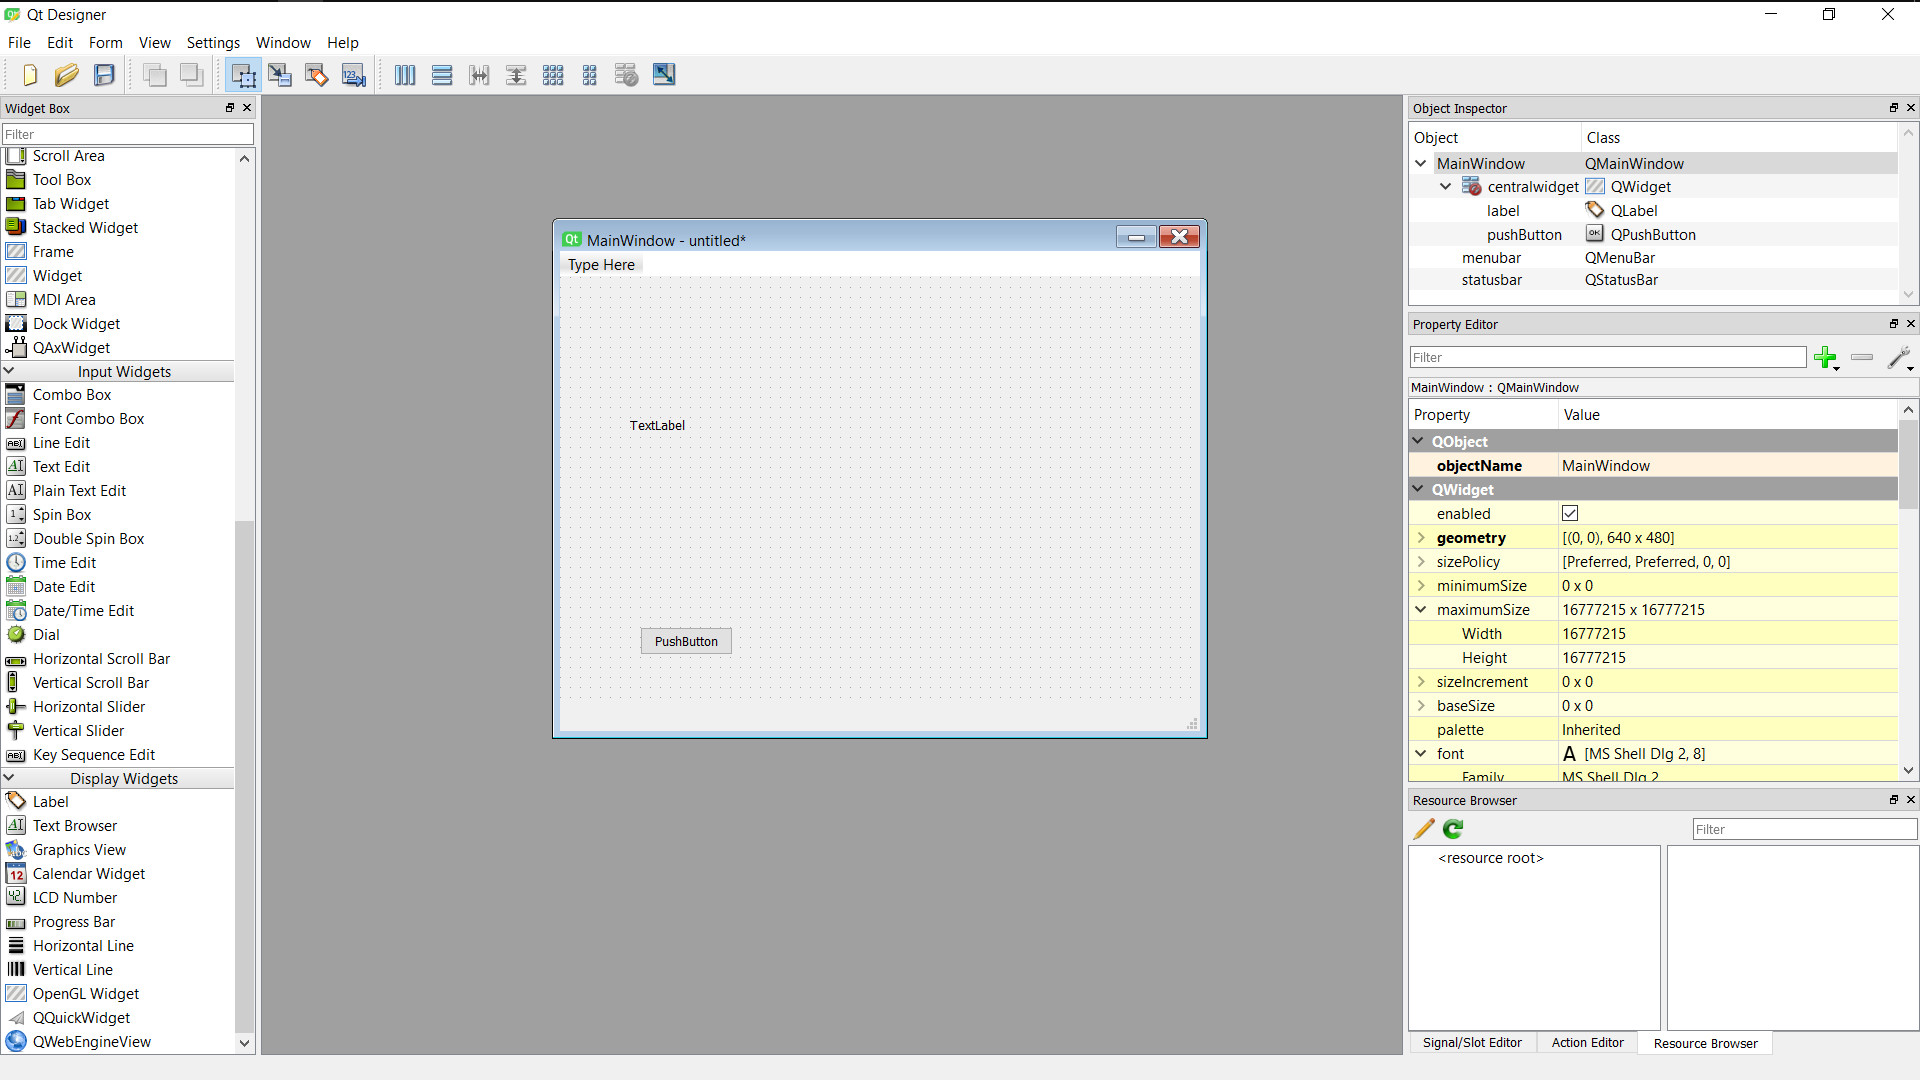 Qt Designer
File Edit Form View Settings Window Help
Widget Box
Filter
Scroll Area
Tool Box
Tab Widget
Stacked Widget
Frame
Widget
MDI Area
Dock Widget
QAxWidget
Input Widgets
Combo Box
Font Combo Box
Line Edit
Text Edit
Plain Text Edit
Spin Box
Double Spin Box
Time Edit
Date Edit
Date/Time Edit
Dial
Horizontal Scroll Bar
Vertical Scroll Bar
Horizontal Slider
Vertical Slider
Key Sequence Edit
Display Widgets
Label
Text Browser
Graphics View
Calendar Widget
LCD Number
Progress Bar
Horizontal Line
Vertical Line
OpenGL Widget
QQuickWidget
QWebEngineView
MainWindow - untitled*
Type Here
TextLabel
PushButton
Object Inspector
Object Class
MainWindow QMainWindow
centralwidget QWidget
label QLabel
pushButton QPushButton
menubar QMenuBar
statusbar QStatusBar
Property Editor
Filter
MainWindow : QMainWindow
Property Value
QObject
objectName MainWindow
QWidget
enabled
geometry [(0, 0), 640 x 480]
sizePolicy [Preferred, Preferred, 0, 0]
minimumSize 0 x 0
maximumSize 16777215 x 16777215
Width 16777215
Height 16777215
sizeIncrement 0 x 0
baseSize 0 x 0
palette Inherited
font A [MS Shell Dlg 2, 8]
Family MS Shell Dlg 2
Resource Browser
Filter
<resource root>
Signal/Slot Editor Action Editor Resource Browser